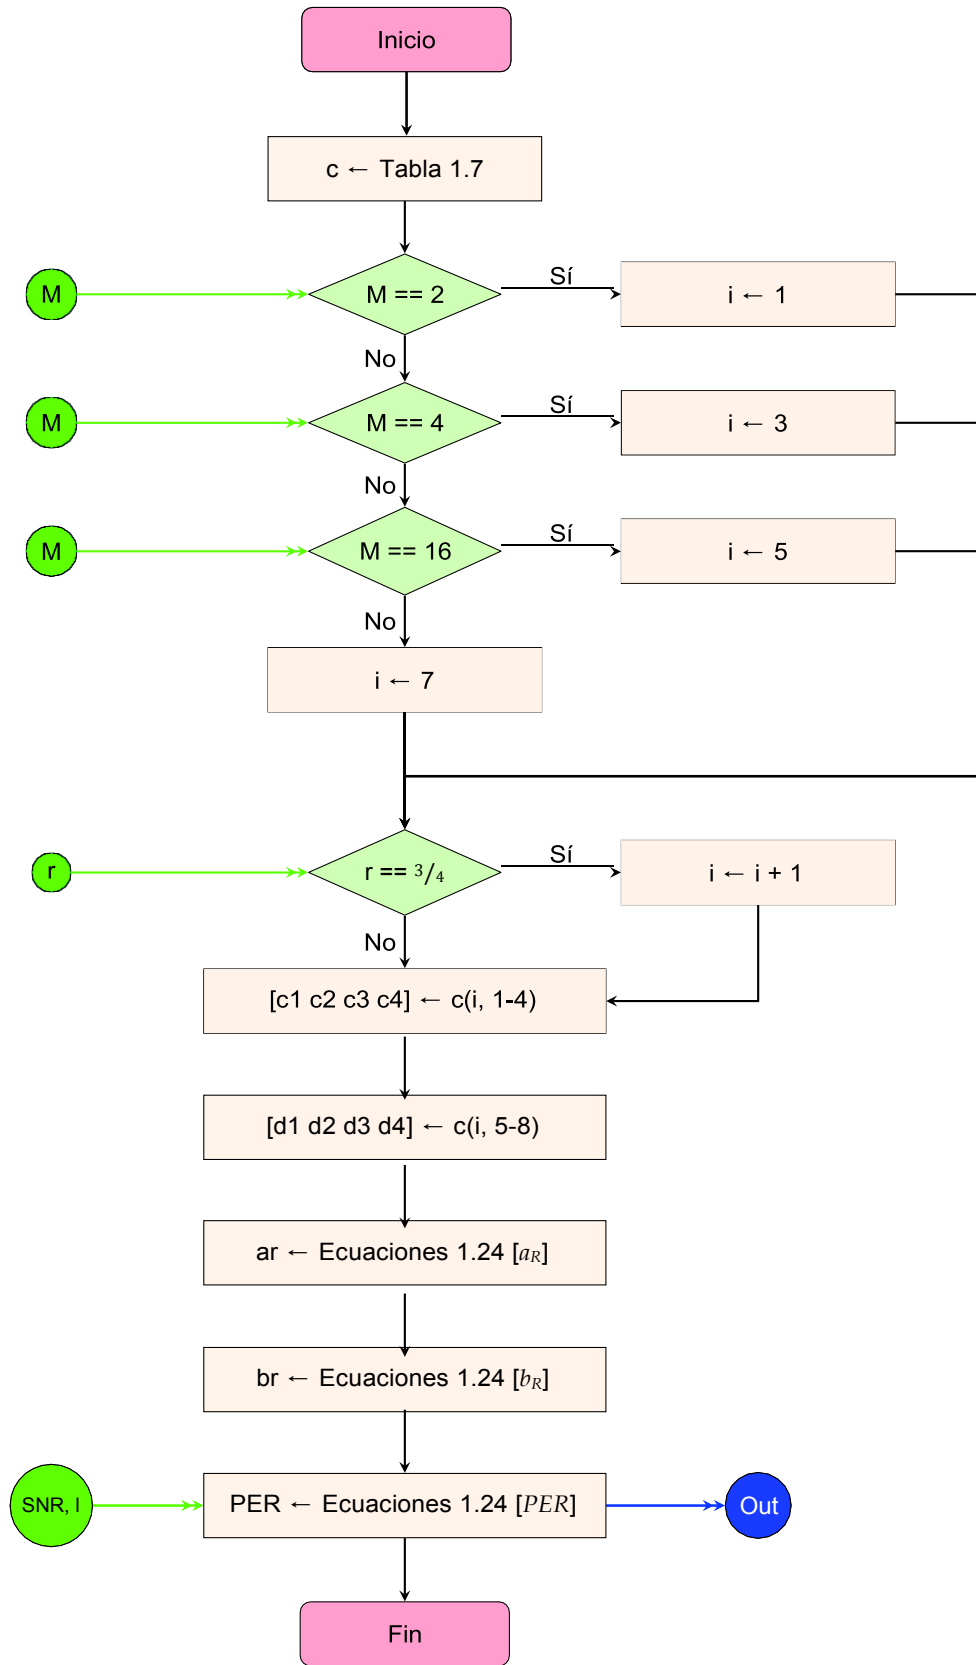 Inicio
c ← Tabla 1.7
M
M == 2
Sí
i ← 1
No
M
M == 4
Sí
i ← 3
No
M
M == 16
Sí
i ← 5
No
i ← 7
r
r == 3/4
Sí
i ← i + 1
No
[c1 c2 c3 c4] ← c(i, 1-4)
[d1 d2 d3 d4] ← c(i, 5-8)
ar ← Ecuaciones 1.24 [aR]
br ← Ecuaciones 1.24 [bR]
SNR, l
PER ← Ecuaciones 1.24 [PER]
Out
Fin